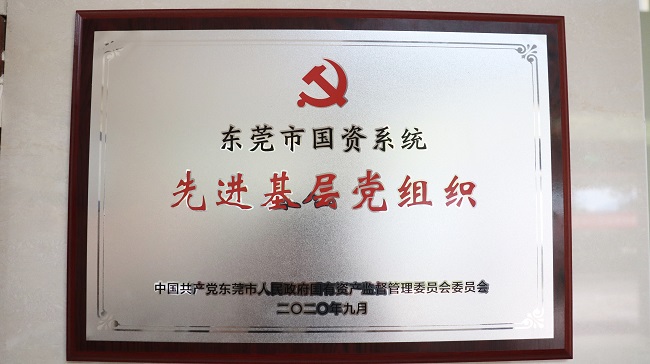 东莞市国资系统
先进基层党组织
中国共产党东莞市人民政府国有资产监督管理委员会委员会
二〇二〇年九月